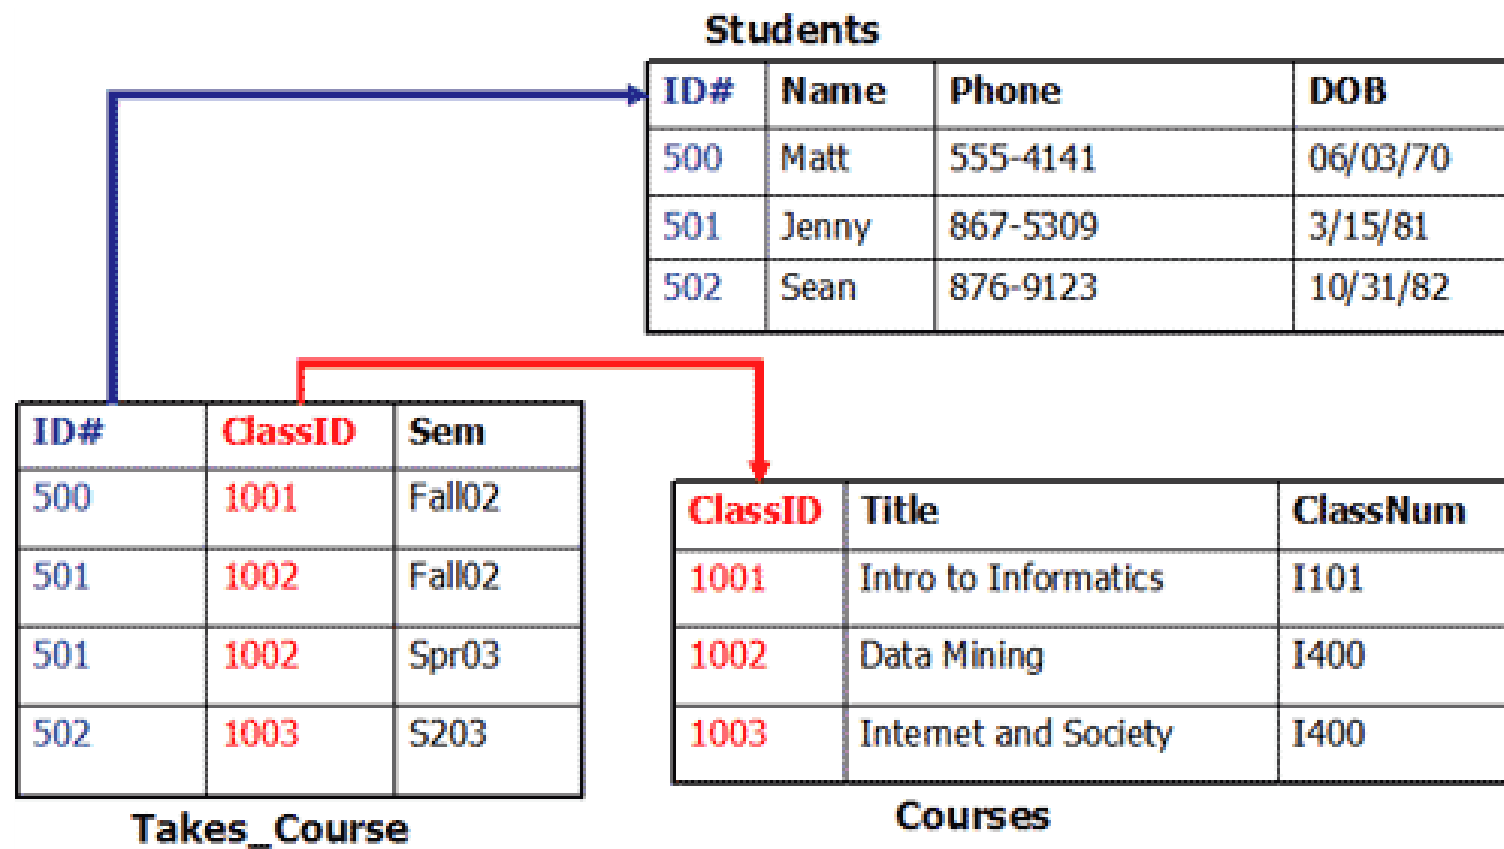 Students
ID# Name Phone DOB
500 Matt 555-4141 06/03/70
501 Jenny 867-5309 3/15/81
502 Sean 876-9123 10/31/82
ID# ClassID Sem
500 1001 Fall02
501 1002 Fall02
501 1002 Spr03
502 1003 S203
Takes_Course
ClassID Title ClassNum
1001 Intro to Informatics I101
1002 Data Mining I400
1003 Internet and Society I400
Courses